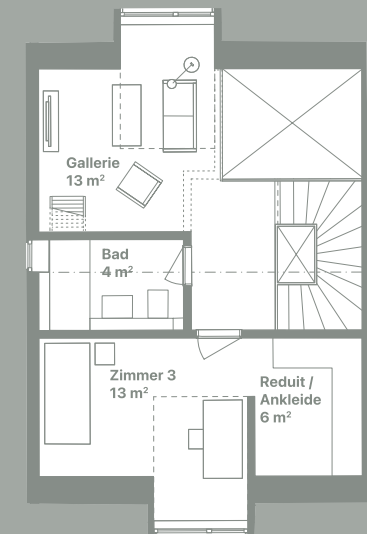 Gallerie
13 m²
Bad
4 m²
Zimmer 3
13 m²
Reduit /
Ankleide
6 m²